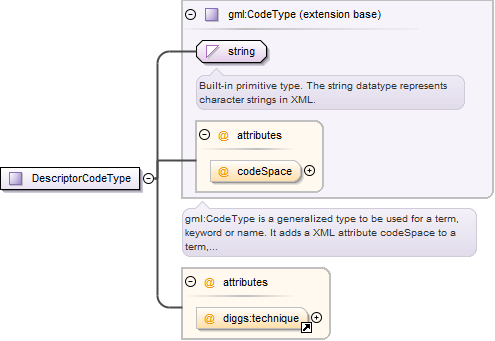 gml:CodeType (extension base)
string
Built-in primitive type. The string datatype represents
character strings in XML.
@ attributes
@ codeSpace
DescriptorCodeType
gml:CodeType is a generalized type to be used for a term,
keyword or name. It adds a XML attribute codeSpace to a
term,...
@ attributes
@ diggs:technique